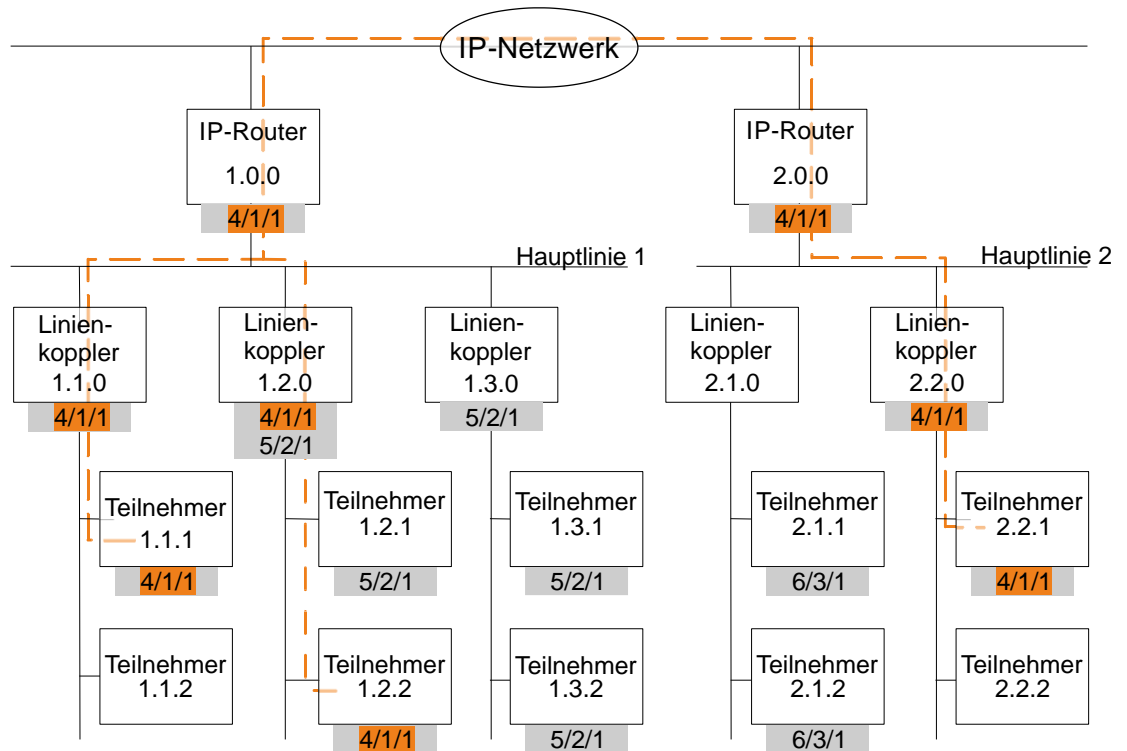 IP-Netzwerk
IP-Router
1.0.0
4/1/1
IP-Router
2.0.0
4/1/1
Hauptlinie 1
Hauptlinie 2
Linien-
koppler
1.1.0
4/1/1
Linien-
koppler
1.2.0
4/1/1
5/2/1
Linien-
koppler
1.3.0
5/2/1
Linien-
koppler
2.1.0
Linien-
koppler
2.2.0
4/1/1
Teilnehmer
1.1.1
4/1/1
Teilnehmer
1.2.1
5/2/1
Teilnehmer
1.3.1
5/2/1
Teilnehmer
2.1.1
6/3/1
Teilnehmer
2.2.1
4/1/1
Teilnehmer
1.1.2
Teilnehmer
1.2.2
4/1/1
Teilnehmer
1.3.2
5/2/1
Teilnehmer
2.1.2
6/3/1
Teilnehmer
2.2.2